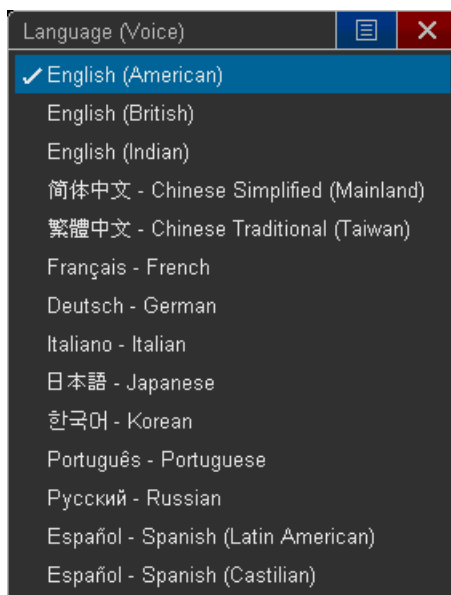 Language (Voice)
English (American)
English (British)
English (Indian)
简体中文 - Chinese Simplified (Mainland)
繁體中文 - Chinese Traditional (Taiwan)
Français - French
Deutsch - German
Italiano - Italian
日本語 - Japanese
한국어 - Korean
Português - Portuguese
Русский - Russian
Español - Spanish (Latin American)
Español - Spanish (Castilian)